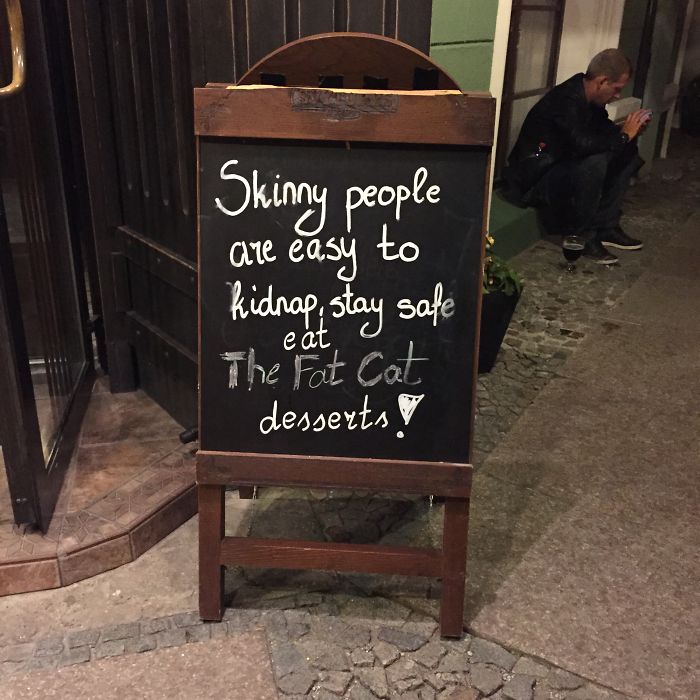 Skinny people
are easy to
kidnap, stay safe
eat
The Fat Cat
desserts!